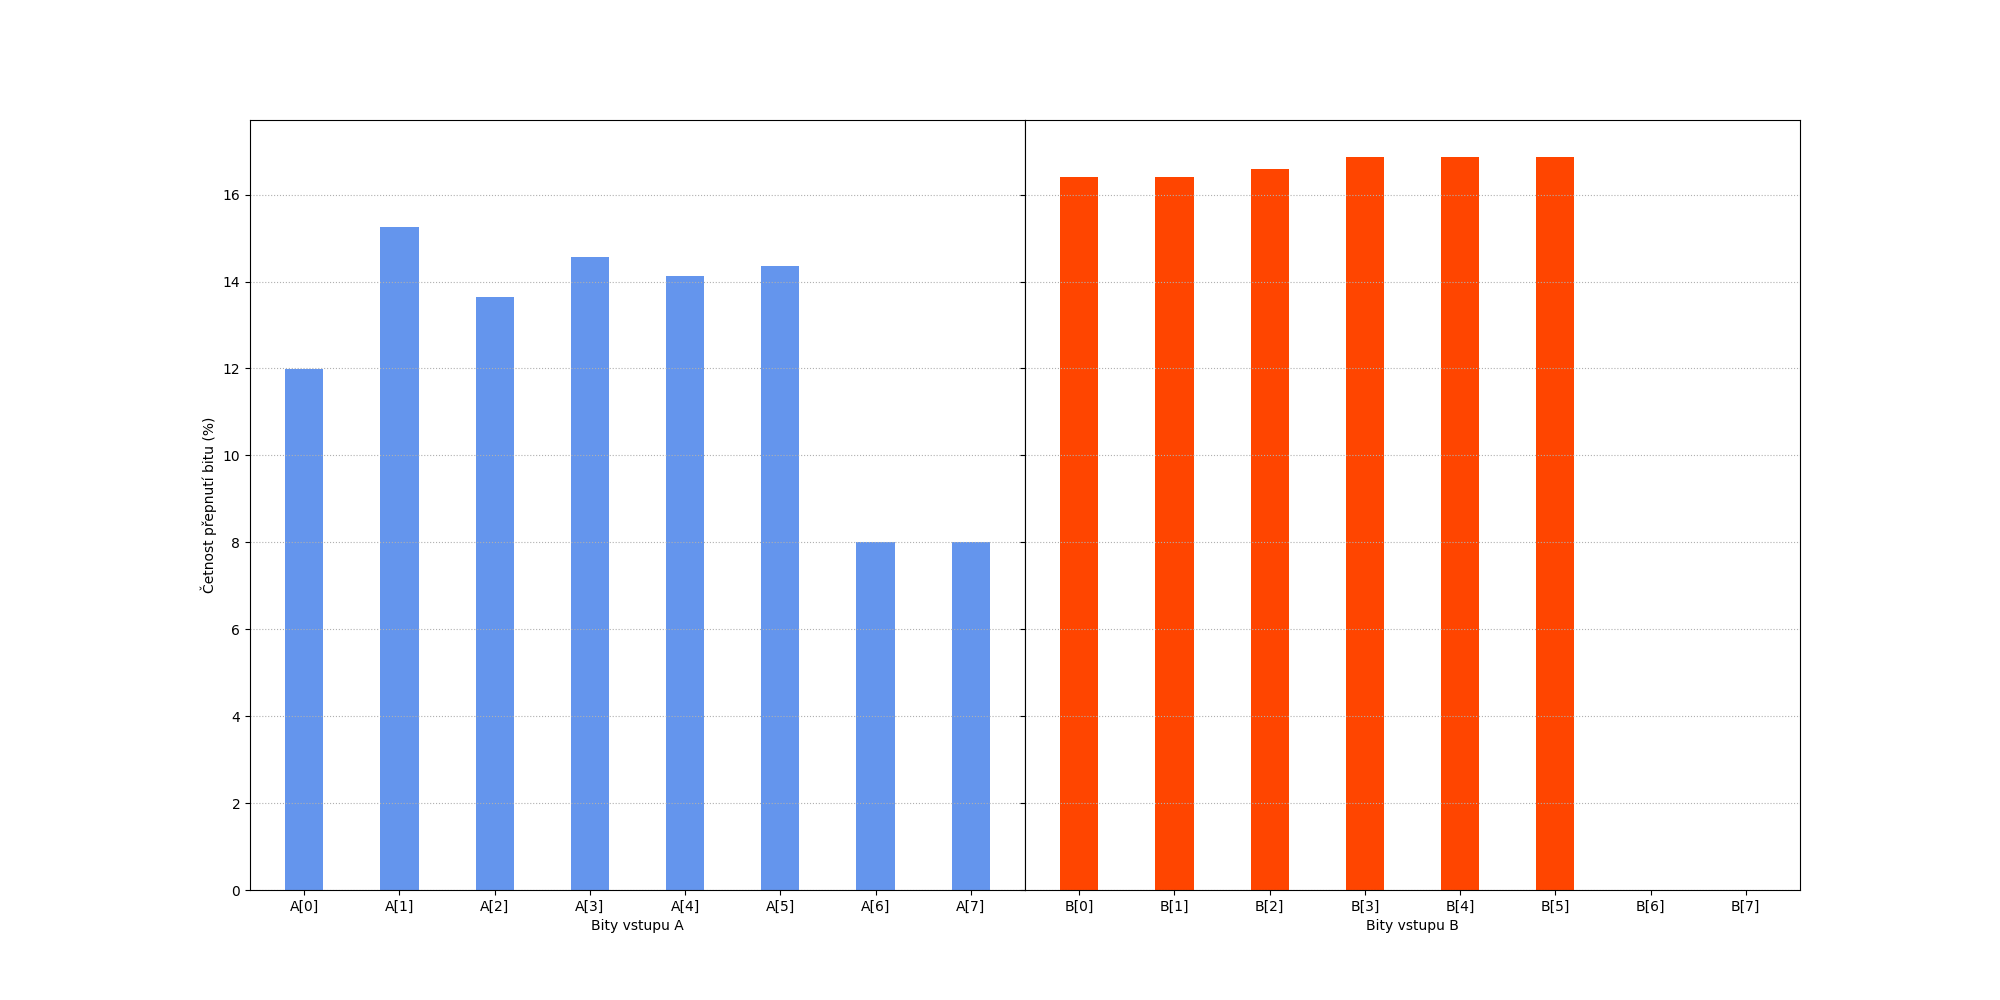 Četnost přepnutí bitu (%)
16
14
12
10
8
6
4
2
0
A[0] A[1] A[2] A[3] A[4] A[5] A[6] A[7]
Bity vstupu A
B[0] B[1] B[2] B[3] B[4] B[5] B[6] B[7]
Bity vstupu B